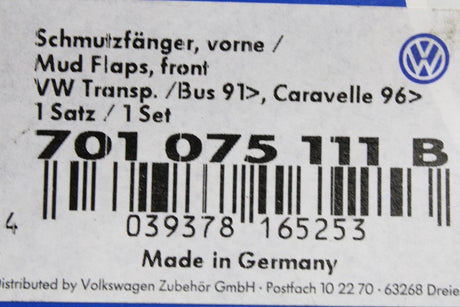 Schmutzfänger, vorne /
Mud Flaps, front
VW Transp. /Bus 91>, Caravelle 96>
1 Satz / 1 Set
701 075 111 B
4 039378 165253
Made in Germany
Distributed by Volkswagen Zubehör GmbH · Postfach 10 22 70 · 63268 Dreie